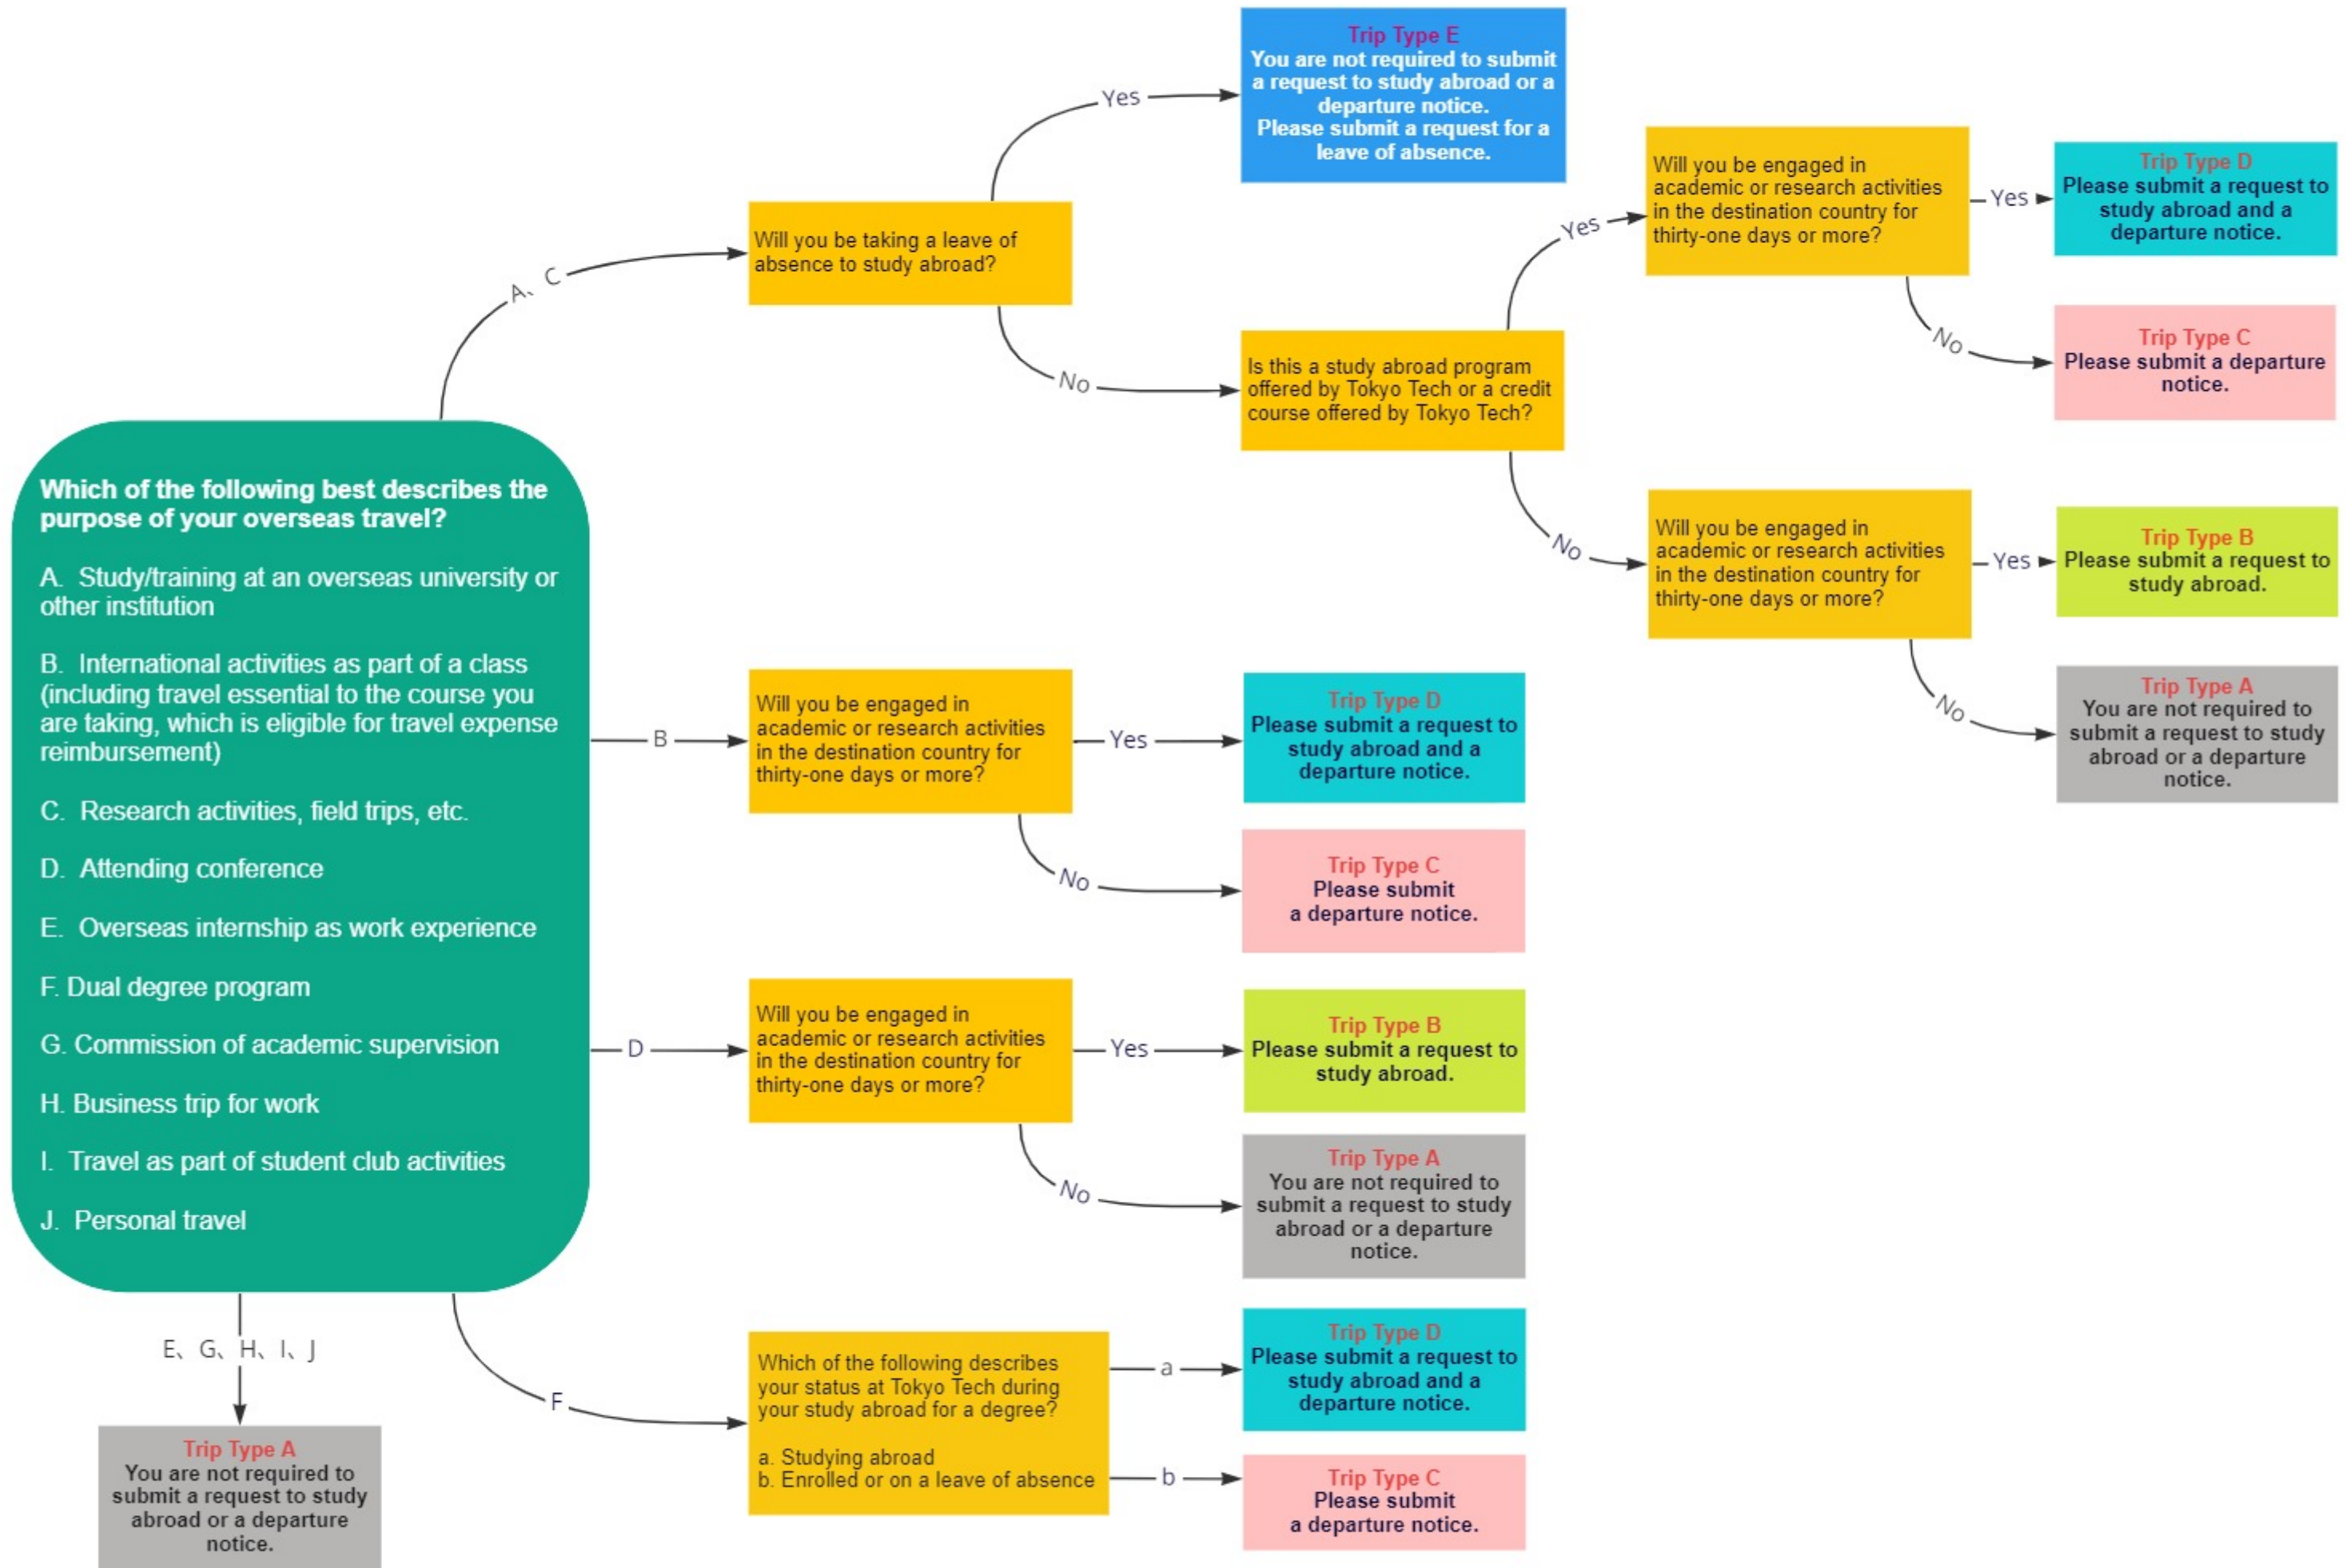 Which of the following best describes the
purpose of your overseas travel?
A. Study/training at an overseas university or
other institution
B. International activities as part of a class
(including travel essential to the course you
are taking, which is eligible for travel expense
reimbursement)
C. Research activities, field trips, etc.
D. Attending conference
E. Overseas internship as work experience
F. Dual degree program
G. Commission of academic supervision
H. Business trip for work
I. Travel as part of student club activities
J. Personal travel
A、C
Will you be taking a leave of
absence to study abroad?
Yes
Trip Type E
You are not required to submit
a request to study abroad or a
departure notice.
Please submit a request for a
leave of absence.
No
Is this a study abroad program
offered by Tokyo Tech or a credit
course offered by Tokyo Tech?
Yes
Will you be engaged in
academic or research activities
in the destination country for
thirty-one days or more?
Yes
Trip Type D
Please submit a request to
study abroad and a
departure notice.
No
Trip Type C
Please submit a departure
notice.
No
Will you be engaged in
academic or research activities
in the destination country for
thirty-one days or more?
Yes
Trip Type B
Please submit a request to
study abroad.
No
Trip Type A
You are not required to
submit a request to study
abroad or a departure
notice.
B
Will you be engaged in
academic or research activities
in the destination country for
thirty-one days or more?
Yes
Trip Type D
Please submit a request to
study abroad and a
departure notice.
No
Trip Type C
Please submit
a departure notice.
D
Will you be engaged in
academic or research activities
in the destination country for
thirty-one days or more?
Yes
Trip Type B
Please submit a request to
study abroad.
No
Trip Type A
You are not required to
submit a request to study
abroad or a departure
notice.
F
Which of the following describes
your status at Tokyo Tech during
your study abroad for a degree?
a. Studying abroad
b. Enrolled or on a leave of absence
a
Trip Type D
Please submit a request to
study abroad and a
departure notice.
b
Trip Type C
Please submit
a departure notice.
E、G、H、I、J
Trip Type A
You are not required to
submit a request to study
abroad or a departure
notice.